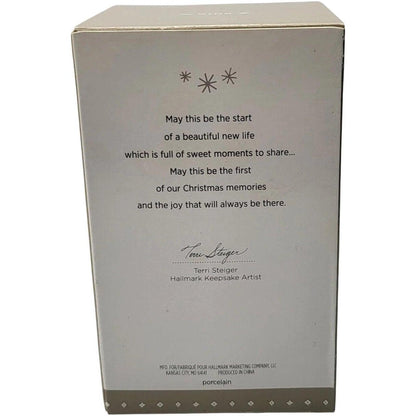 May this be the start
of a beautiful new life
which is full of sweet moments to share...
May this be the first
of our Christmas memories
and the joy that will always be there.
Terri Steiger
Terri Steiger
Hallmark Keepsake Artist
MFD. FOR/FABRIQUÉ POUR HALLMARK MARKETING COMPANY, LLC
KANSAS CITY, MO 64141 PRODUCED IN CHINA
porcelain